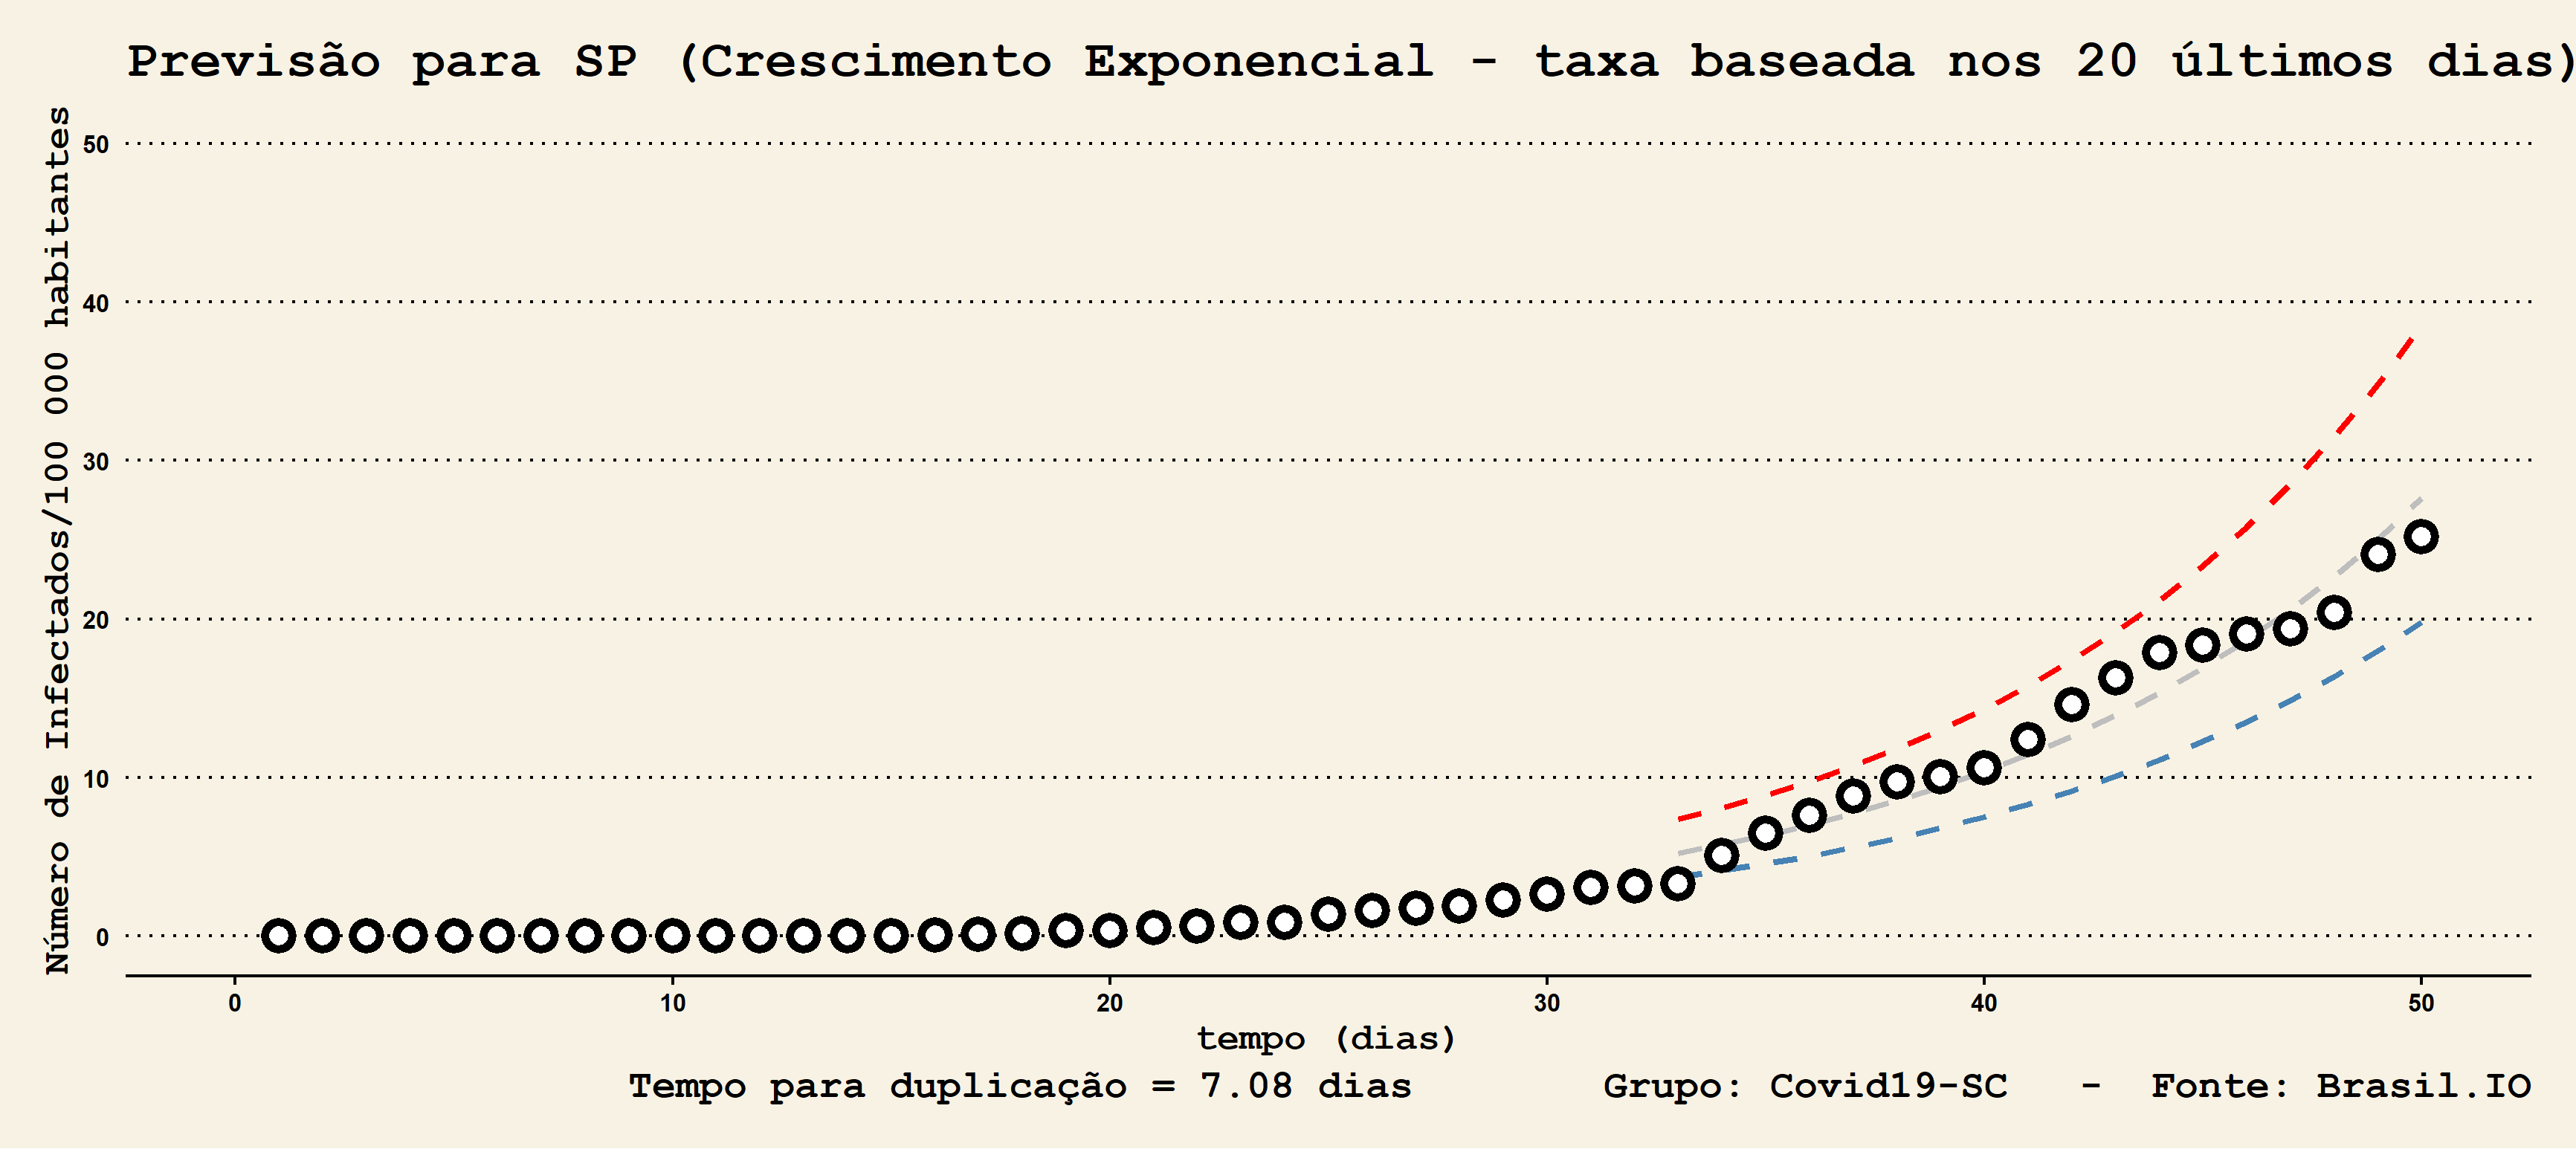 Previsão para SP (Crescimento Exponencial - taxa baseada nos 20 últimos dias)
Número de Infectados/100 000 habitantes
50
40
30
20
10
0
0 10 20 30 40 50
tempo (dias)
Tempo para duplicação = 7.08 dias Grupo: Covid19-SC - Fonte: Brasil.IO